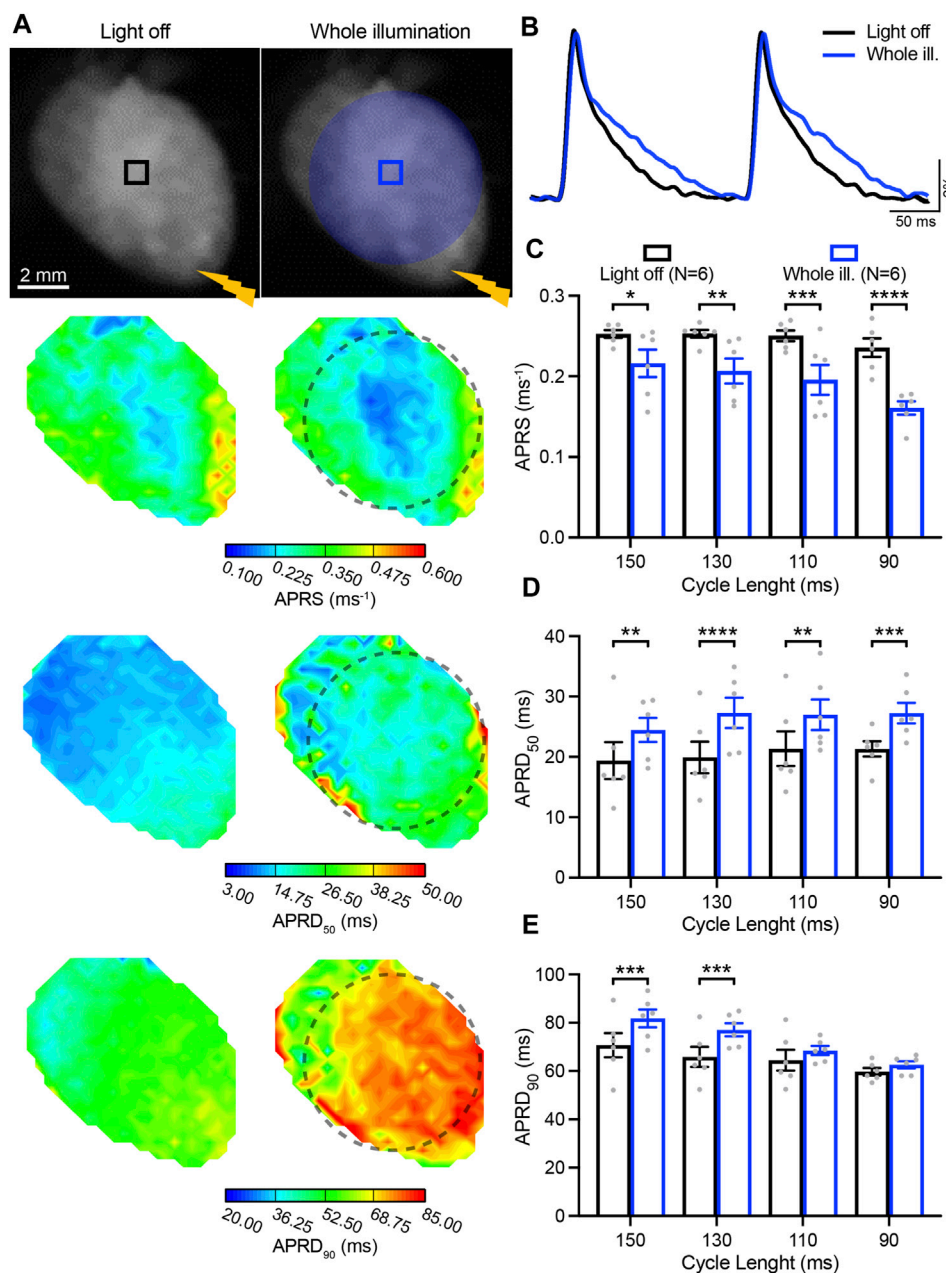 A
Light off
Whole illumination
2 mm
0.100 0.225 0.350 0.475 0.600
APRS (ms⁻¹)
3.00 14.75 26.50 38.25 50.00
APRD₅₀ (ms)
20.00 36.25 52.50 68.75 85.00
APRD₉₀ (ms)
B
Light off
Whole ill.
50 ms
C
Light off (N=6)
Whole ill. (N=6)
* ** *** ****
0.3
0.2
0.1
0.0
APRS (ms⁻¹)
150 130 110 90
Cycle Lenght (ms)
D
** **** ** ***
40
30
20
10
0
APRD₅₀ (ms)
150 130 110 90
Cycle Lenght (ms)
E
*** ***
100
80
60
40
20
0
APRD₉₀ (ms)
150 130 110 90
Cycle Lenght (ms)